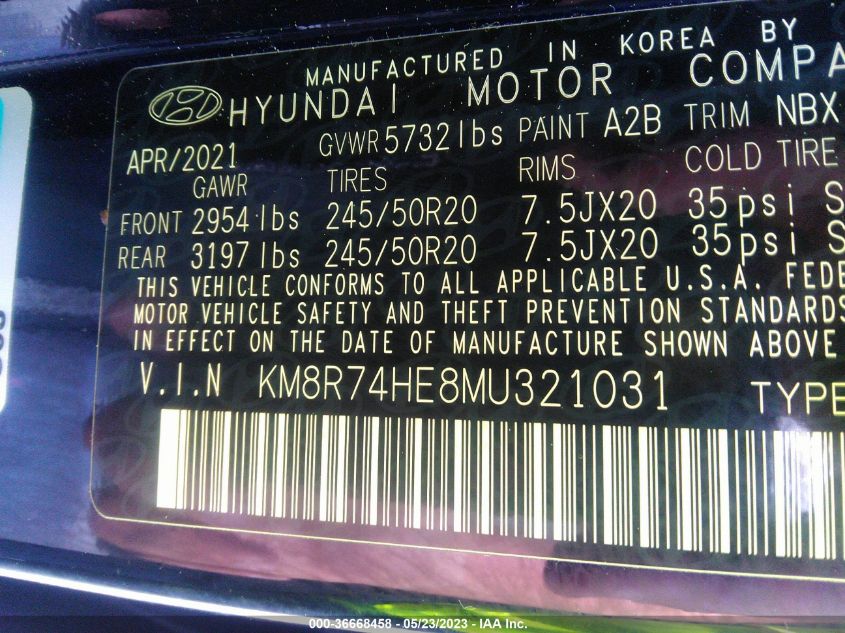 MANUFACTURED IN KOREA BY
HYUNDAI MOTOR COMPA
APR/2021 GVWR 5732 lbs PAINT A2B TRIM NBX
GAWR TIRES RIMS COLD TIRE
FRONT 2954 lbs 245/50R20 7.5JX20 35psi S
REAR 3197 lbs 245/50R20 7.5JX20 35psi S
THIS VEHICLE CONFORMS TO ALL APPLICABLE U.S.A. FEDE
MOTOR VEHICLE SAFETY AND THEFT PREVENTION STANDARDS
IN EFFECT ON THE DATE OF MANUFACTURE SHOWN ABOVE
V.I.N KM8R74HE8MU321031 TYPE
000-36668458 - 05/23/2023 - IAA Inc.